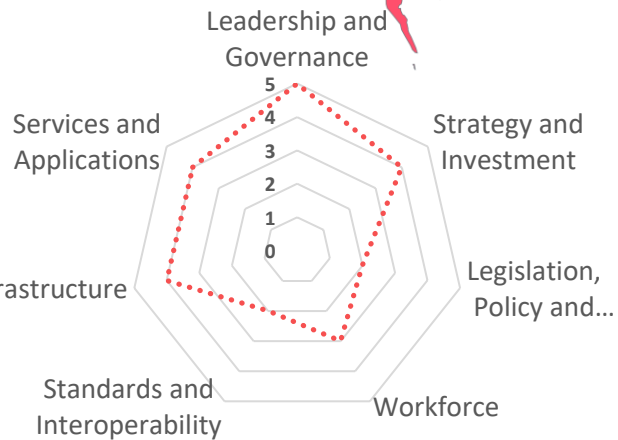 Leadership and
Governance
5
4
3
2
1
0
Strategy and
Investment
Legislation,
Policy and...
Workforce
Standards and
Interoperability
rastructure
Services and
Applications